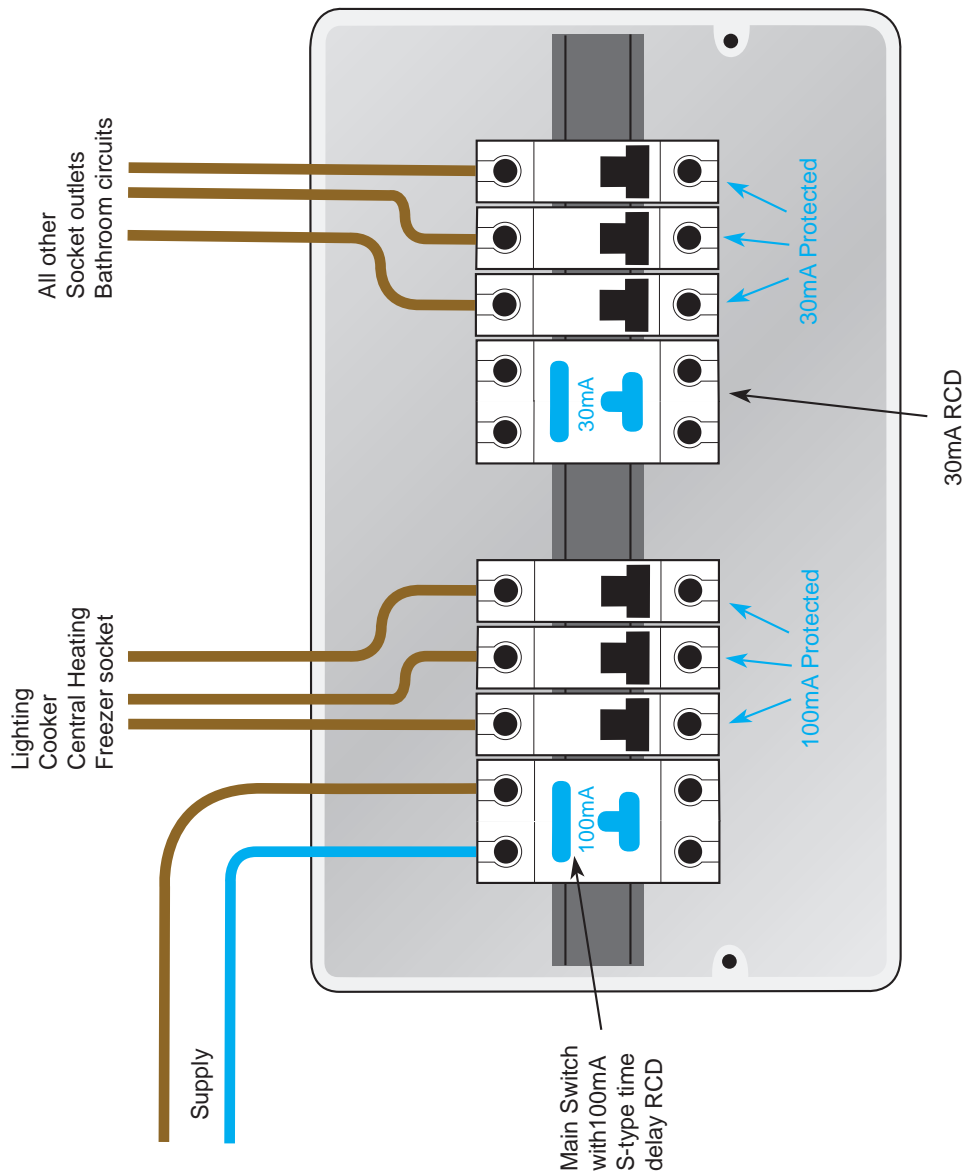 Supply
Lighting
Cooker
Central Heating
Freezer socket
All other
Socket outlets
Bathroom circuits
100mA
30mA
100mA Protected
30mA Protected
Main Switch
with100mA
S-type time
delay RCD
30mA RCD